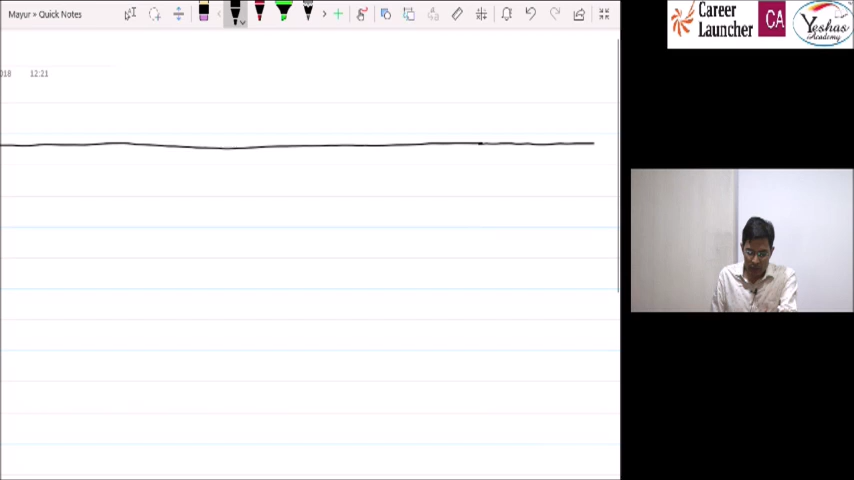 Mayur » Quick Notes
018 12:21
Career
Launcher
CA
Yeshas
Academy